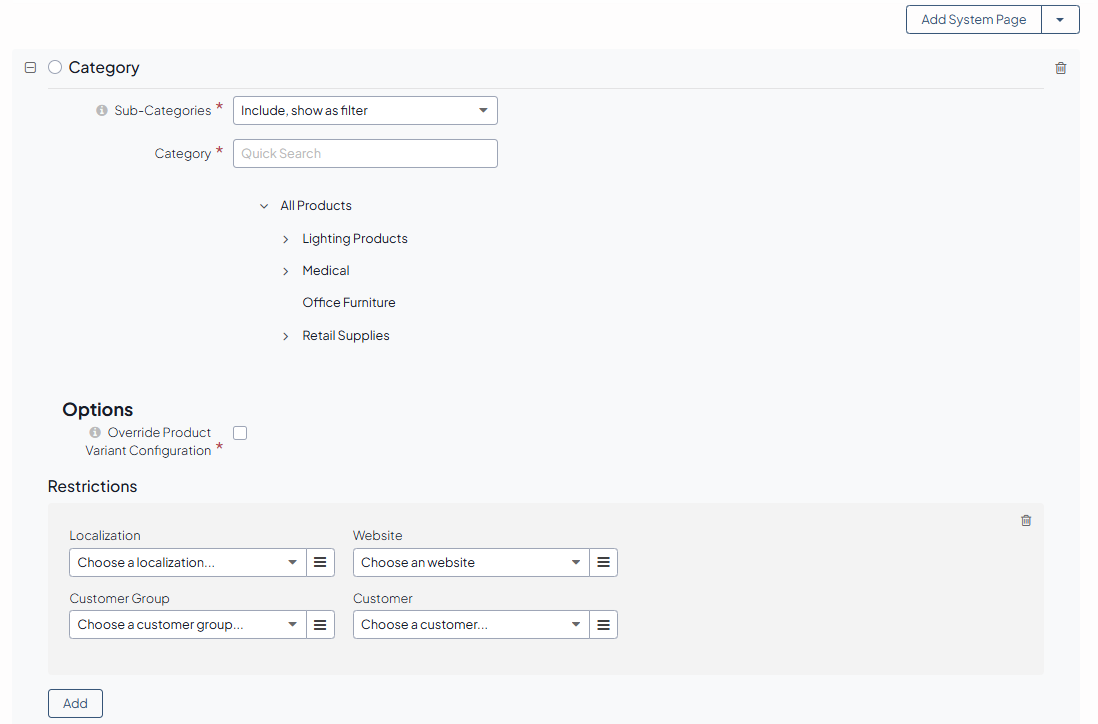 Add System Page
Category
Sub-Categories * Include, show as filter
Category * Quick Search
All Products
Lighting Products
Medical
Office Furniture
Retail Supplies
Options
Override Product
Variant Configuration *
Restrictions
Localization Website
Choose a localization... Choose an website
Customer Group Customer
Choose a customer group... Choose a customer...
Add